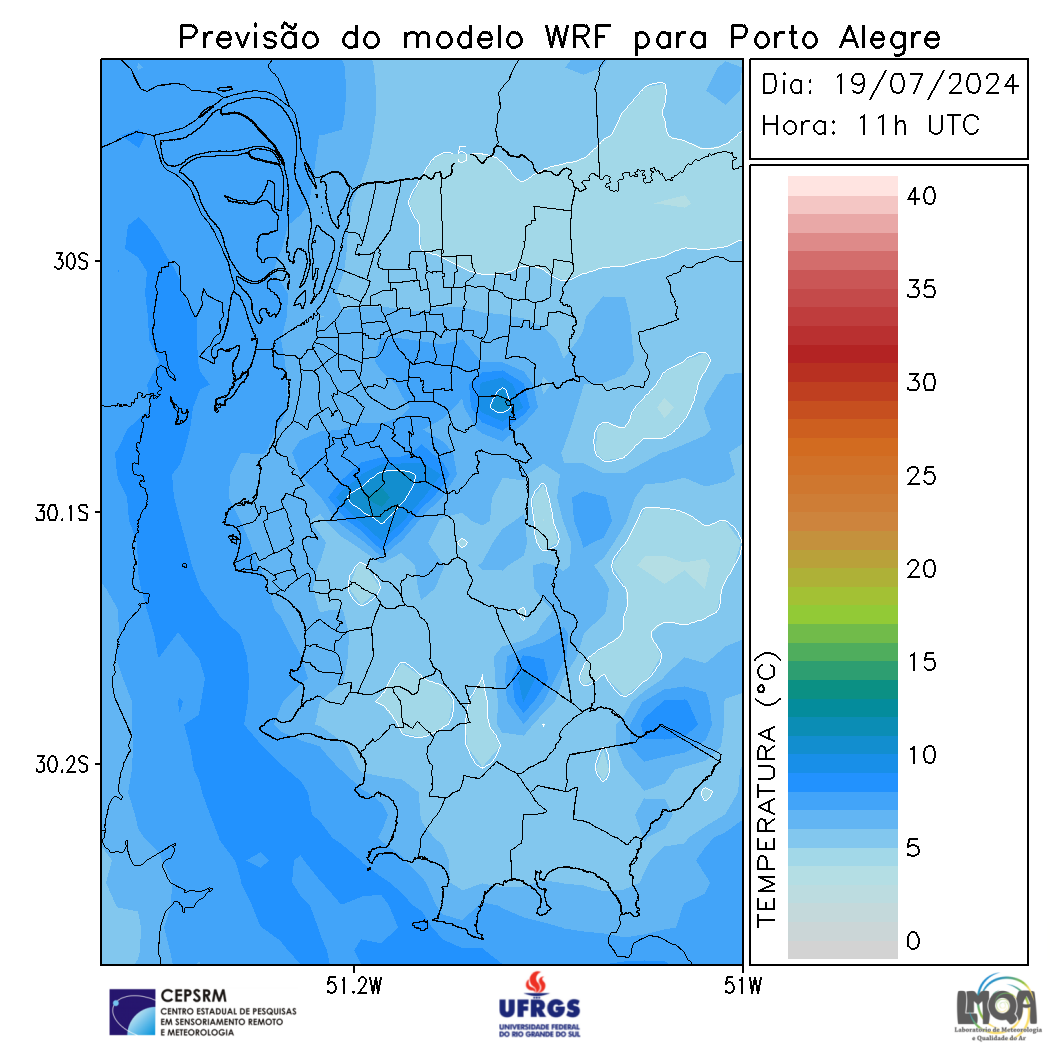 Previsão do modelo WRF para Porto Alegre
Dia: 19/07/2024
Hora: 11h UTC
5
30S
30.1S
30.2S
51.2W
51W
40
35
30
25
20
15
10
5
0
TEMPERATURA (°C)
CEPSRM
CENTRO ESTADUAL DE PESQUISAS
EM SENSORIAMENTO REMOTO
E METEOROLOGIA
UFRGS
UNIVERSIDADE FEDERAL
DO RIO GRANDE DO SUL
LMQA
Laboratório de Meteorologia
e Qualidade do Ar